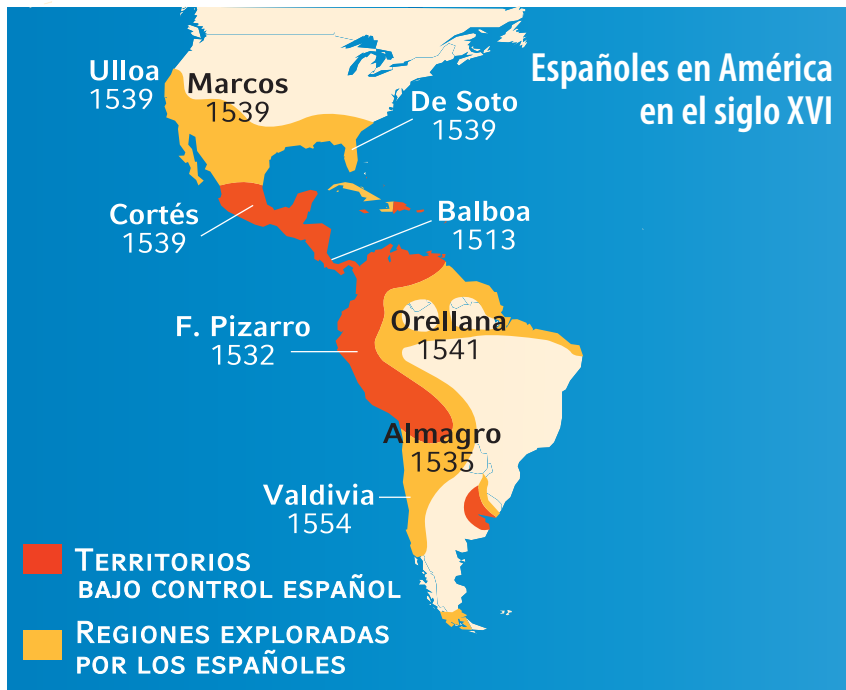 Españoles en América
en el siglo XVI
Ulloa
1539
Marcos
1539
De Soto
1539
Cortés
1539
Balboa
1513
F. Pizarro
1532
Orellana
1541
Almagro
1535
Valdivia
1554
Territorios
bajo control español
Regiones exploradas
por los españoles